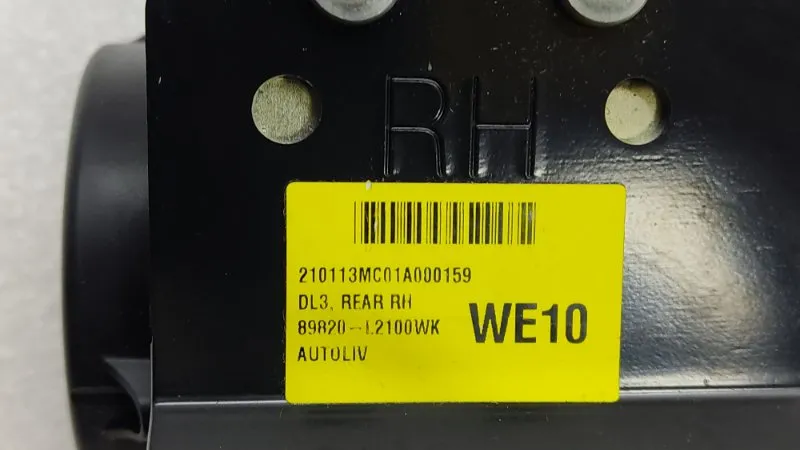 RH
210113MC01A000159
DL3, REAR RH
89820-L2100WK
WE10
AUTOLIV